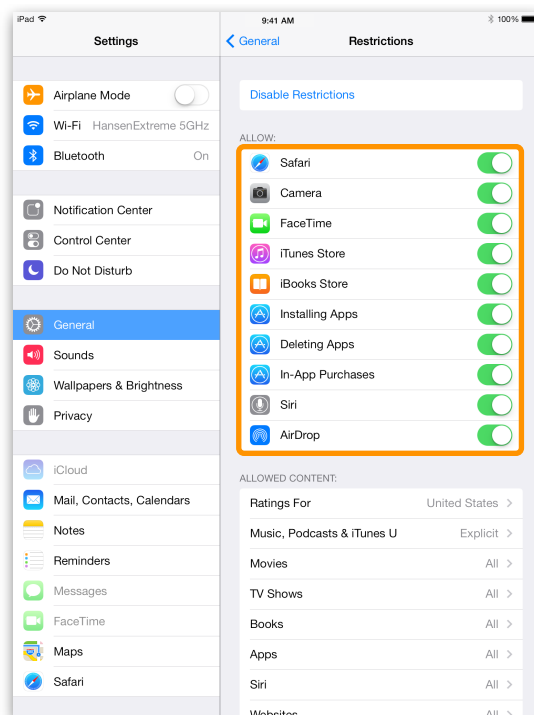 iPad
9:41 AM
100%
Settings
General
Restrictions
Airplane Mode
Wi-Fi HansenExtreme 5GHz
Bluetooth On
Notification Center
Control Center
Do Not Disturb
General
Sounds
Wallpapers & Brightness
Privacy
iCloud
Mail, Contacts, Calendars
Notes
Reminders
Messages
FaceTime
Maps
Safari
Disable Restrictions
ALLOW:
Safari
Camera
FaceTime
iTunes Store
iBooks Store
Installing Apps
Deleting Apps
In-App Purchases
Siri
AirDrop
ALLOWED CONTENT:
Ratings For United States
Music, Podcasts & iTunes U Explicit
Movies All
TV Shows All
Books All
Apps All
Siri All
Websites All